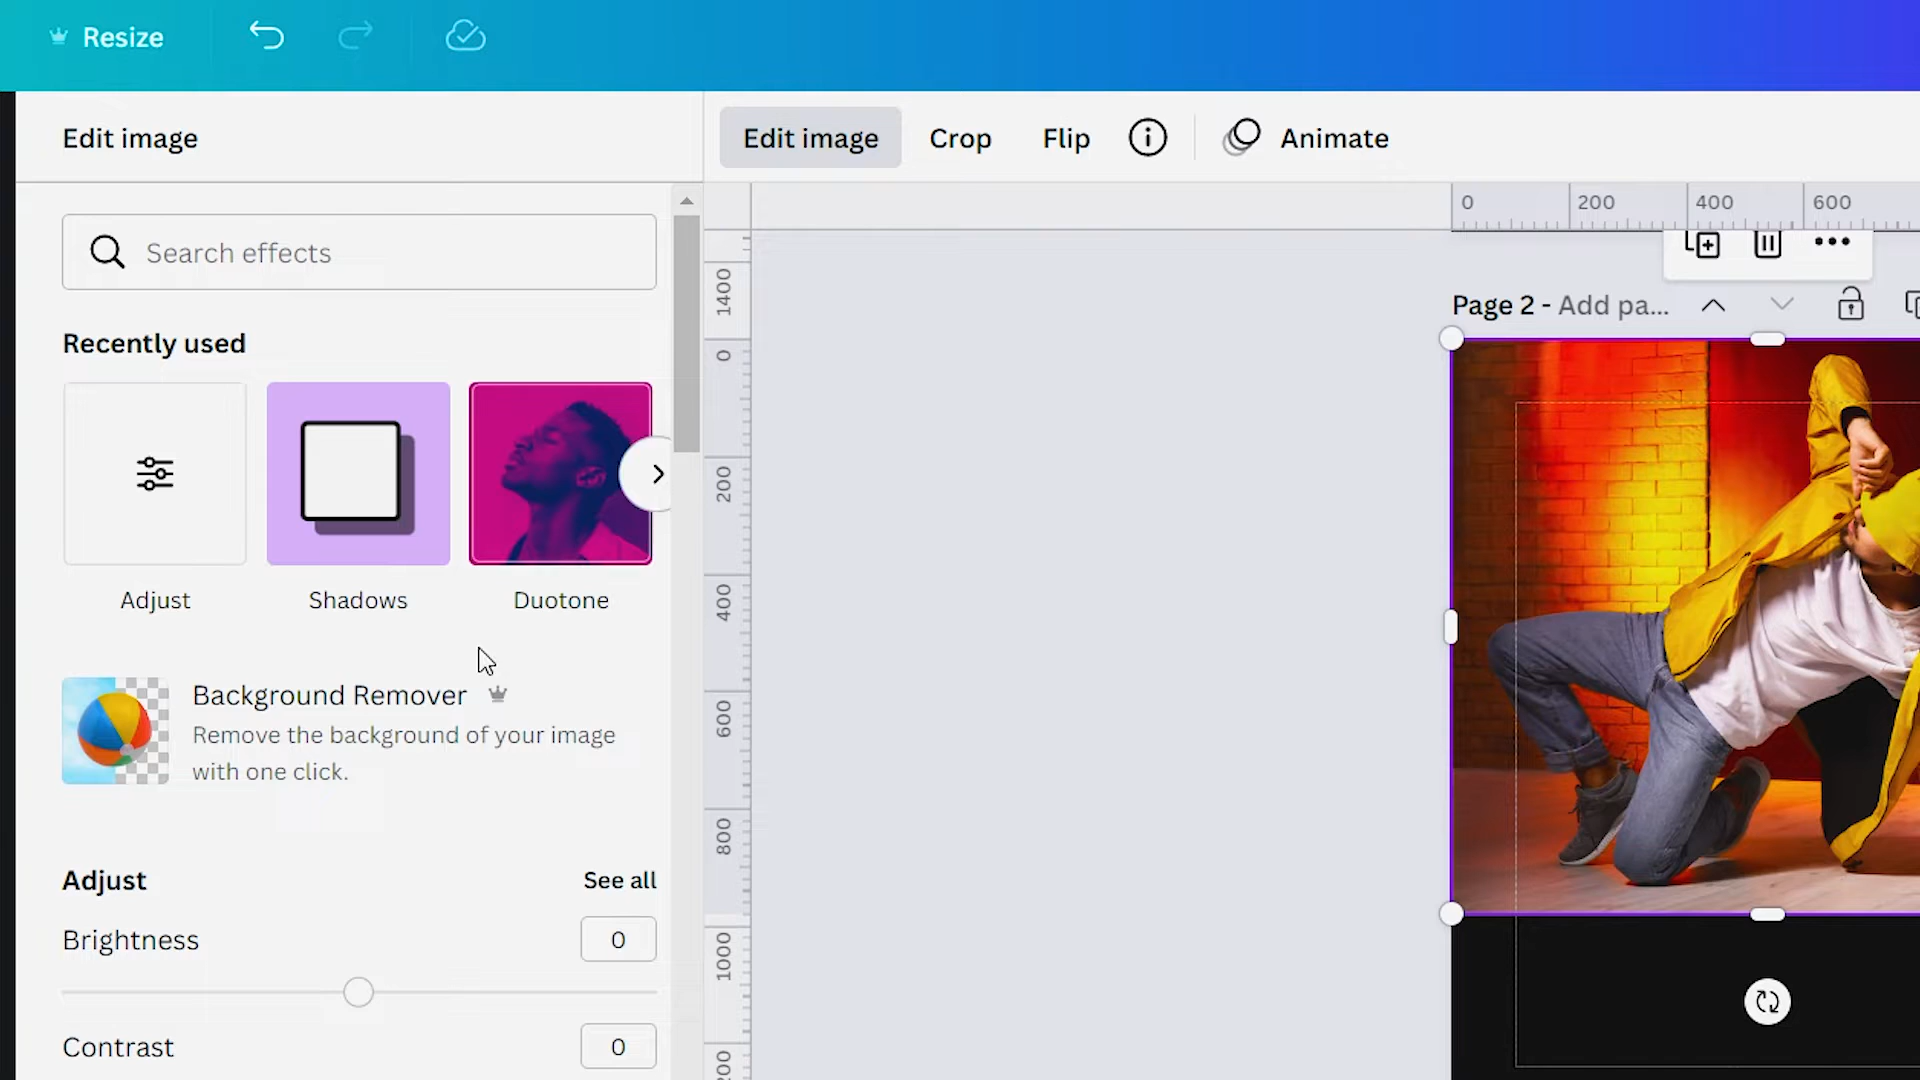 Resize
Edit image
Edit image Crop Flip Animate
Search effects
0 200 400 600
Page 2 - Add pa...
Recently used
Adjust Shadows Duotone
Background Remover
Remove the background of your image
with one click.
Adjust See all
Brightness 0
Contrast 0
1400
0
200
400
600
800
1000